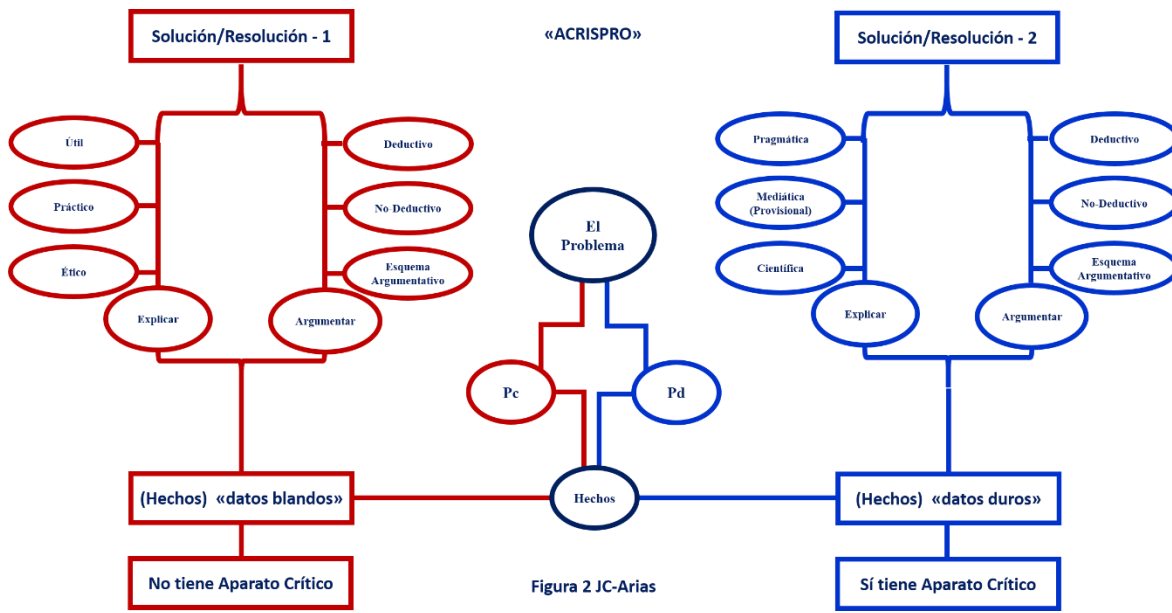 Solución/Resolución - 1
«ACRISPRO»
Solución/Resolución - 2
Útil
Práctico
Ético
Explicar
Deductivo
No-Deductivo
Esquema
Argumentativo
Argumentar
El
Problema
Pc
Pd
Hechos
Pragmática
Mediática
(Provisional)
Científica
Explicar
Deductivo
No-Deductivo
Esquema
Argumentativo
Argumentar
(Hechos) «datos blandos»
(Hechos) «datos duros»
No tiene Aparato Crítico
Figura 2 JC-Arias
Sí tiene Aparato Crítico